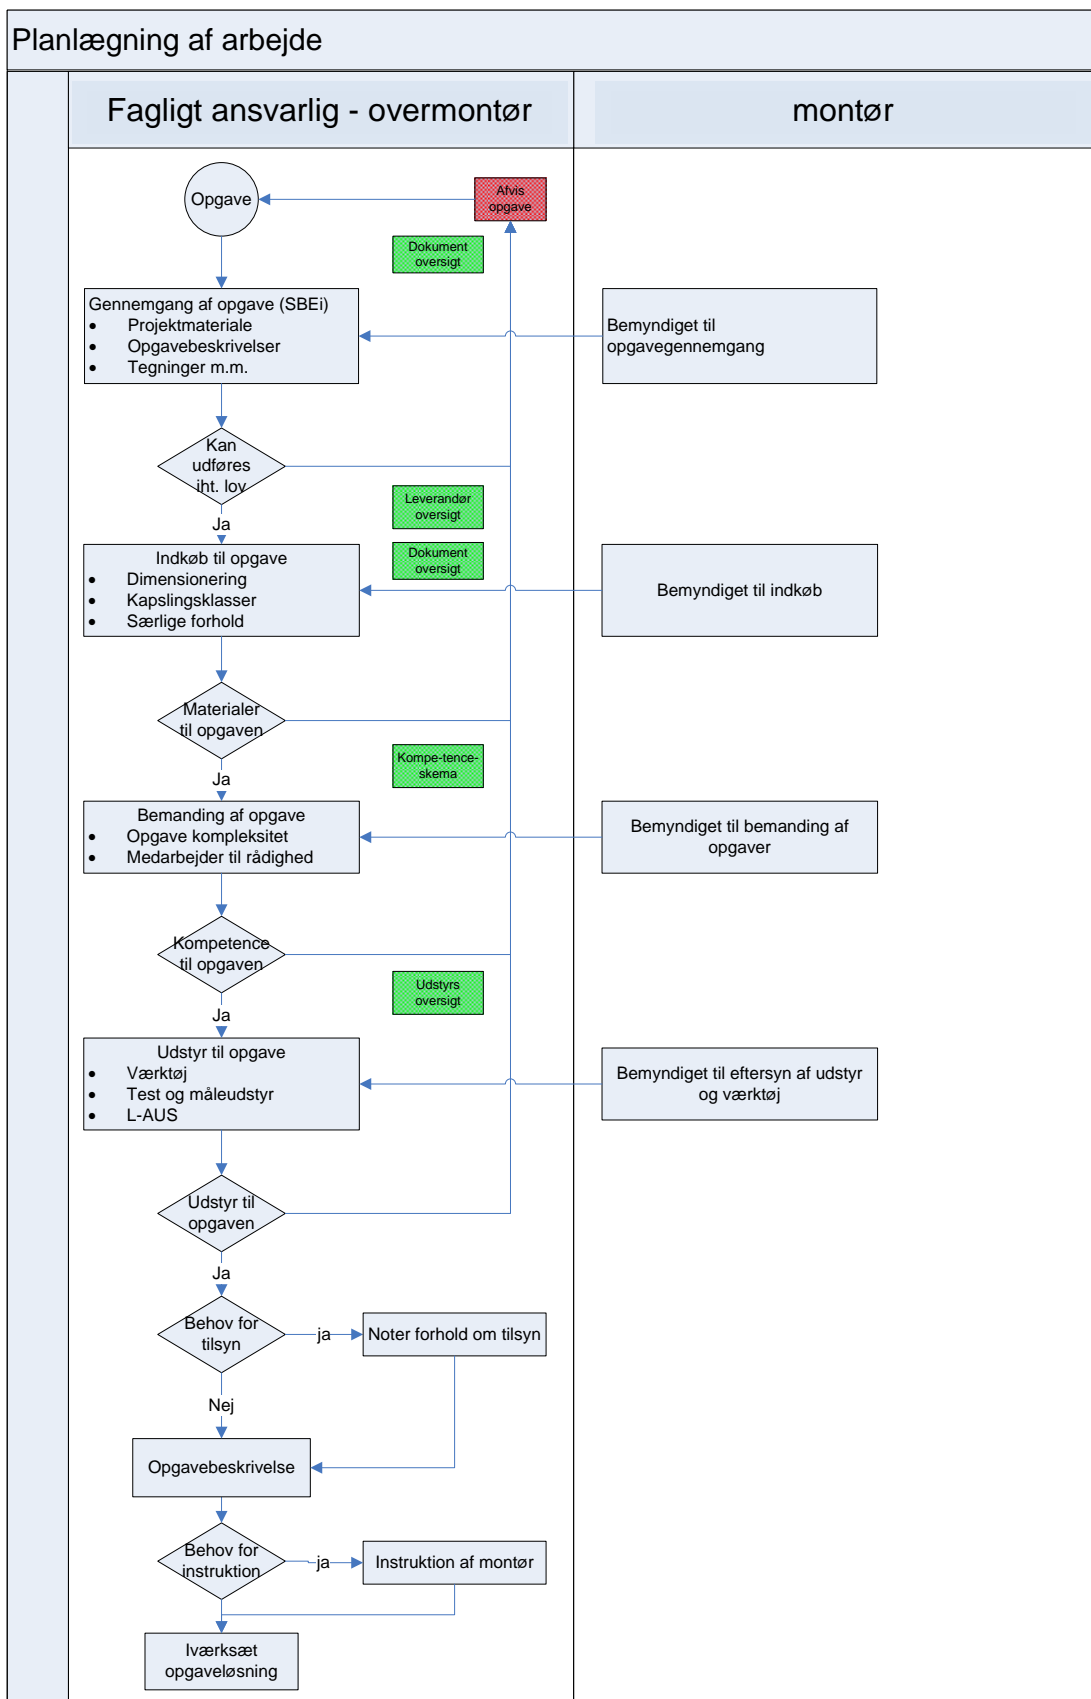 Planlægning af arbejde
Fagligt ansvarlig - overmontør
montør
Opgave
Afvis
opgave
Dokument
oversigt
Gennemgang af opgave (SBEi)
• Projektmateriale
• Opgavebeskrivelser
• Tegninger m.m.
Bemyndiget til
opgavegennemgang
Kan
udføres
iht. lov
Leverandør
oversigt
Ja
Indkøb til opgave
• Dimensionering
• Kapslingsklasser
• Særlige forhold
Dokument
oversigt
Bemyndiget til indkøb
Materialer
til opgaven
Kompe-tence-
skema
Ja
Bemanding af opgave
• Opgave kompleksitet
• Medarbejder til rådighed
Bemyndiget til bemanding af
opgaver
Kompetence
til opgaven
Udstyrs
oversigt
Ja
Udstyr til opgave
• Værktøj
• Test og måleudstyr
• L-AUS
Bemyndiget til eftersyn af udstyr
og værktøj
Udstyr til
opgaven
Ja
Behov for
tilsyn
ja
Noter forhold om tilsyn
Nej
Opgavebeskrivelse
Behov for
instruktion
ja
Instruktion af montør
Iværksæt
opgaveløsning